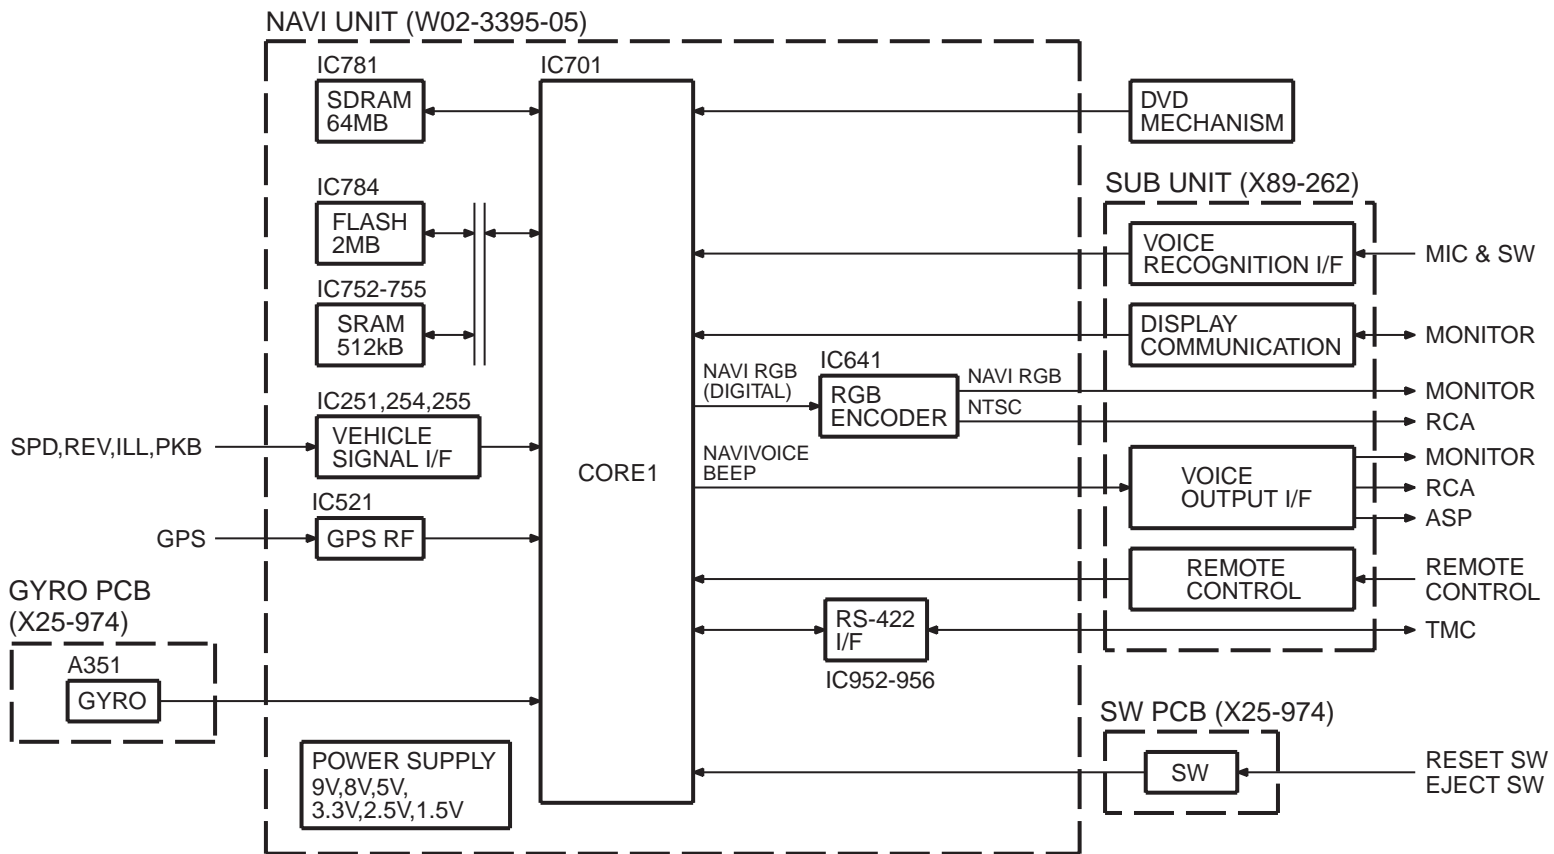 NAVI UNIT (W02-3395-05)
IC781
SDRAM
64MB
IC701
CORE1
DVD
MECHANISM
IC784
FLASH
2MB
IC752-755
SRAM
512kB
SUB UNIT (X89-262)
VOICE
RECOGNITION I/F
MIC & SW
DISPLAY
COMMUNICATION
MONITOR
NAVI RGB
(DIGITAL)
IC641
RGB
ENCODER
NAVI RGB
NTSC
MONITOR
RCA
IC251,254,255
SPD,REV,ILL,PKB
VEHICLE
SIGNAL I/F
NAVIVOICE
BEEP
VOICE
OUTPUT I/F
MONITOR
RCA
ASP
IC521
GPS
GPS RF
REMOTE
CONTROL
REMOTE
CONTROL
GYRO PCB
(X25-974)
A351
GYRO
RS-422
I/F
IC952-956
TMC
SW PCB (X25-974)
SW
RESET SW
EJECT SW
POWER SUPPLY
9V,8V,5V,
3.3V,2.5V,1.5V